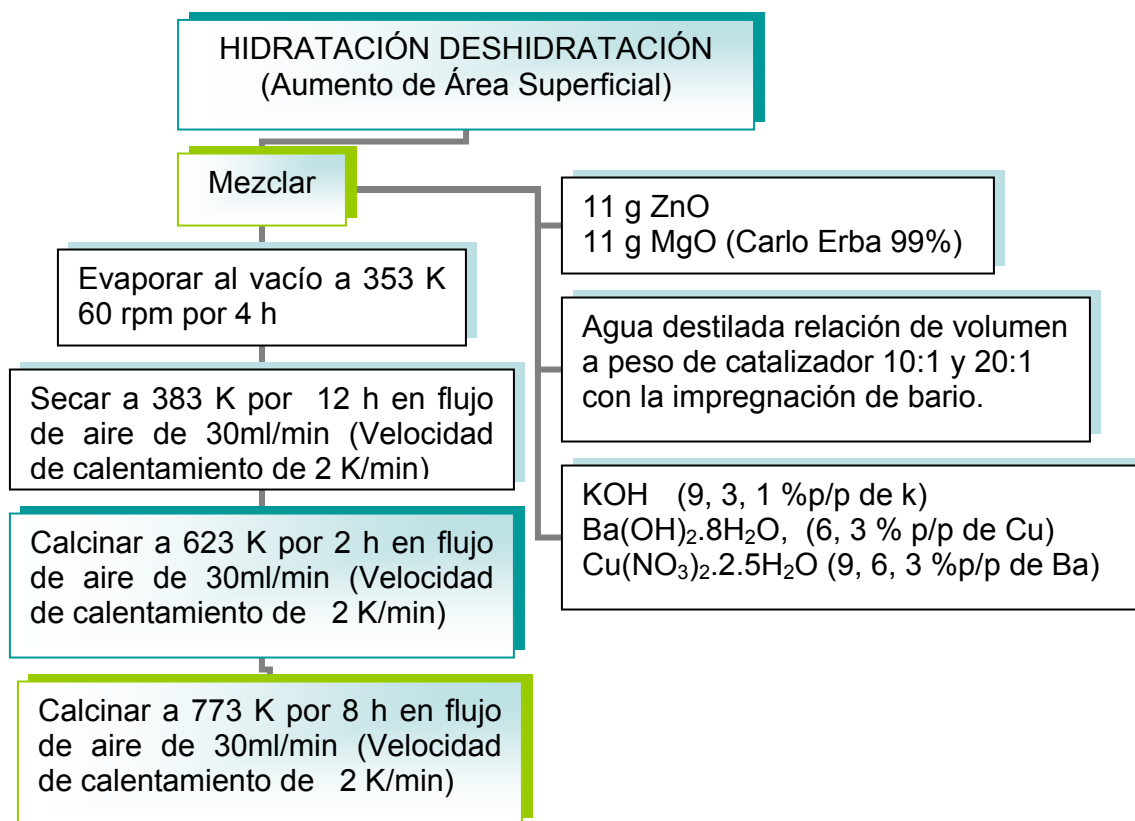 HIDRATACIÓN DESHIDRATACIÓN
(Aumento de Área Superficial)
Mezclar
11 g ZnO
11 g MgO (Carlo Erba 99%)
Evaporar al vacío a 353 K
60 rpm por 4 h
Agua destilada relación de volumen
a peso de catalizador 10:1 y 20:1
con la impregnación de bario.
Secar a 383 K por 12 h en flujo
de aire de 30ml/min (Velocidad
de calentamiento de 2 K/min)
KOH (9, 3, 1 %p/p de k)
Ba(OH)₂.8H₂O, (6, 3 % p/p de Cu)
Cu(NO₃)₂.2.5H₂O (9, 6, 3 %p/p de Ba)
Calcinar a 623 K por 2 h en flujo
de aire de 30ml/min (Velocidad
de calentamiento de 2 K/min)
Calcinar a 773 K por 8 h en flujo
de aire de 30ml/min (Velocidad
de calentamiento de 2 K/min)